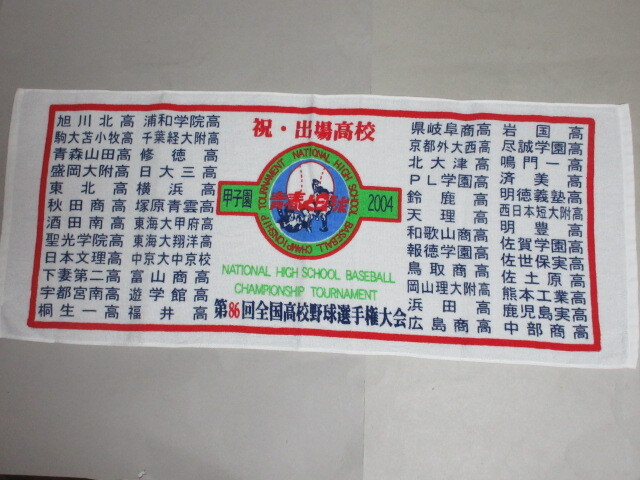 祝・出場高校
旭川北高
駒大苫小牧高
青森山田高
盛岡大附高
東北高
秋田商高
酒田南高
聖光学院高
日本文理高
下妻第二高
宇都宮南高
桐生一高
浦和学院高
千葉経大附高
修徳高
日大三高
横浜高
塚原青雲高
東海大甲府高
東海大翔洋高
中京大中京校
富山商高
遊学館高
福井高
NATIONAL HIGH SCHOOL BASEBALL CHAMPIONSHIP TOURNAMENT
甲子園
2004
NATIONAL HIGH SCHOOL BASEBALL
CHAMPIONSHIP TOURNAMENT
第86回全国高校野球選手権大会
県岐阜商高
京都外大西高
北大津高
PL学園高
鈴鹿高
天理高
和歌山商高
報徳学園高
鳥取商高
岡山理大附高
浜田高
広島商高
岩国高
尽誠学園高
鳴門一高
済美高
明徳義塾高
西日本短大附高
明豊高
佐賀学園高
佐世保実高
佐土原高
熊本工業高
鹿児島実高
中部商高